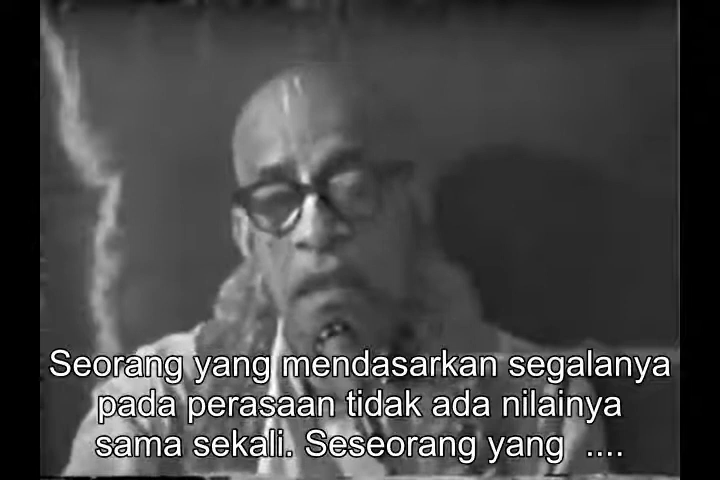 Seorang yang mendasarkan segalanya
pada perasaan tidak ada nilainya
sama sekali. Seseorang yang  ....